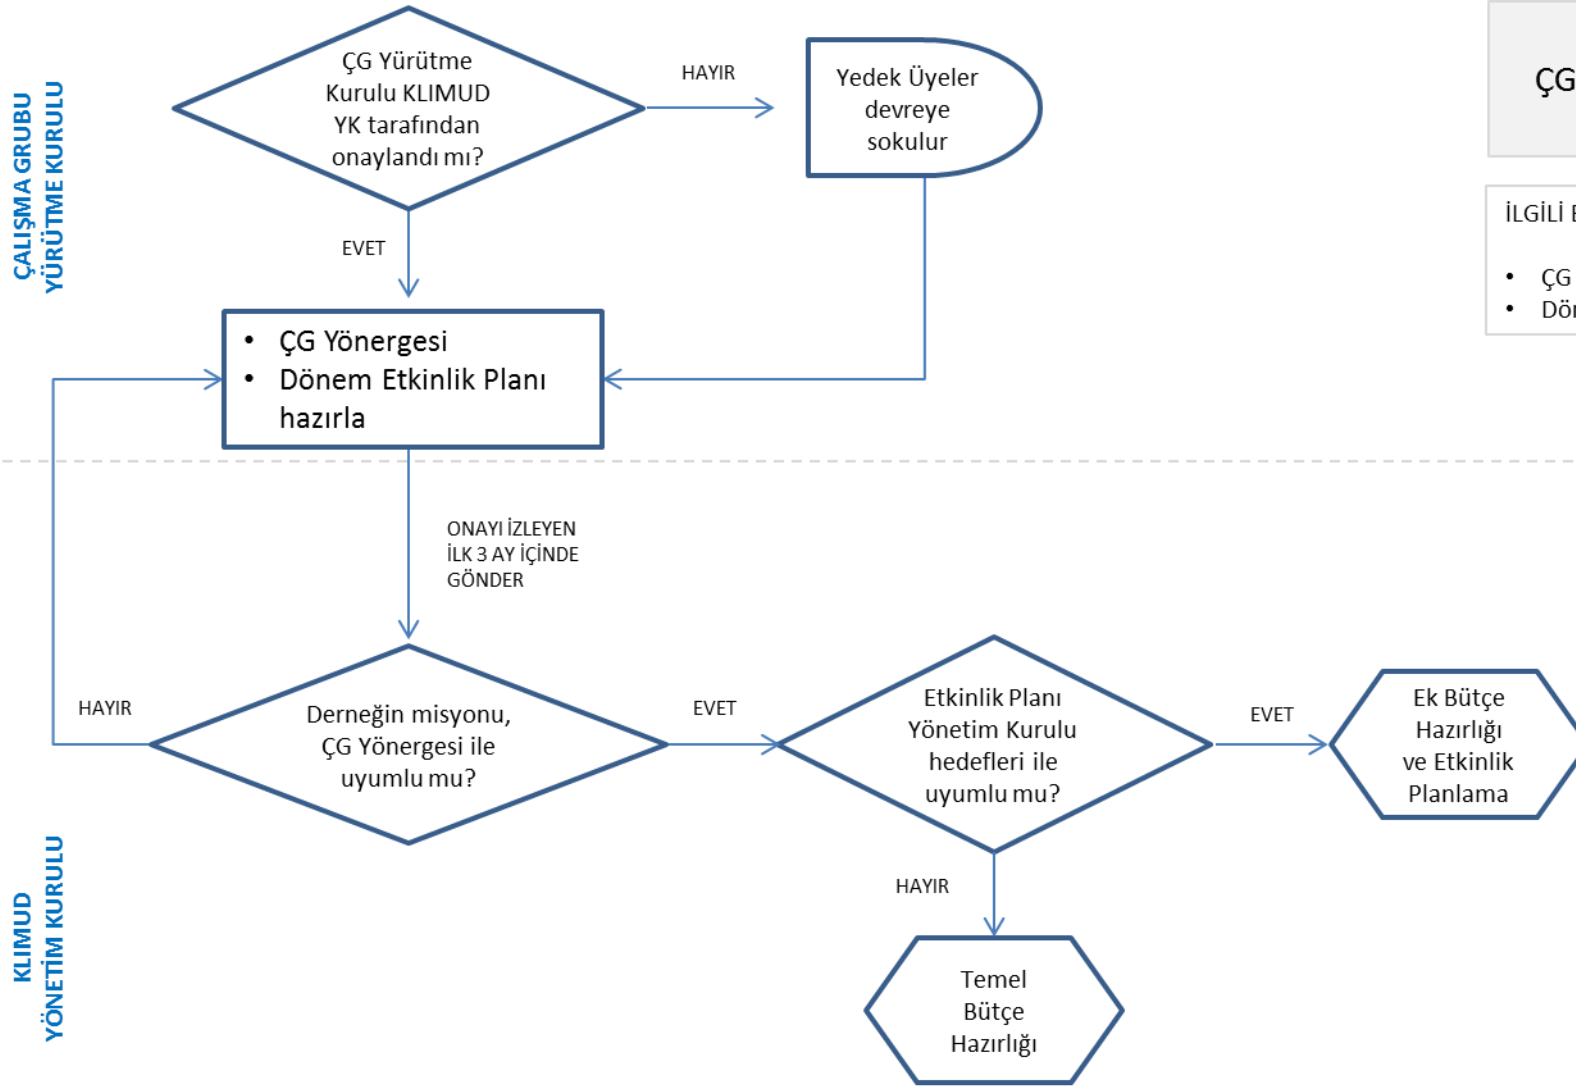 ÇALIŞMA GRUBU
YÜRÜTME KURULU
ÇG Yürütme
Kurulu KLIMUD
YK tarafından
onaylandı mı?
HAYIR
Yedek Üyeler
devreye
sokulur
ÇG
İLGİLİ
• ÇG
EVET
• ÇG Yönergesi
• Dönem Etkinlik Planı
hazırla
ONAYI İZLEYEN
İLK 3 AY İÇİNDE
GÖNDER
KLIMUD
YÖNETİM KURULU
HAYIR
Derneğin misyonu,
ÇG Yönergesi ile
uyumlu mu?
EVET
Etkinlik Planı
Yönetim Kurulu
hedefleri ile
uyumlu mu?
EVET
Ek Bütçe
Hazırlığı
ve Etkinlik
Planlama
HAYIR
Temel
Bütçe
Hazırlığı